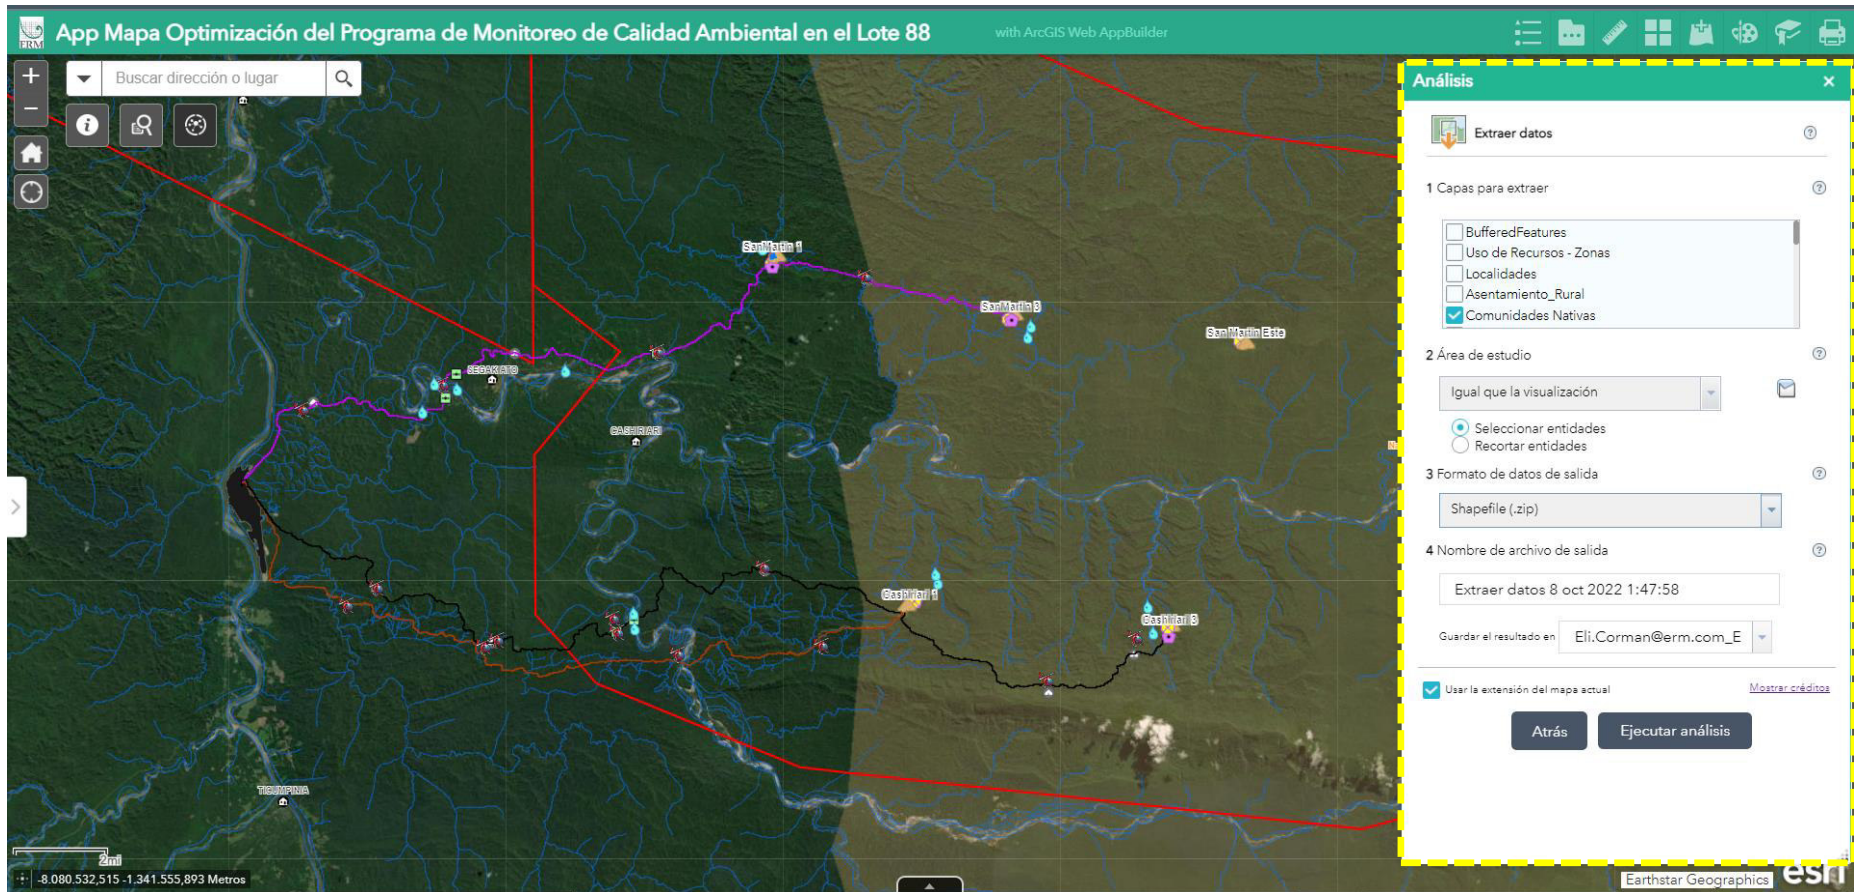 ERM
App Mapa Optimización del Programa de Monitoreo de Calidad Ambiental en el Lote 88
with ArcGIS Web AppBuilder
+
Buscar dirección o lugar
−
Análisis
×
Extraer datos
1 Capas para extraer
BufferedFeatures
Uso de Recursos - Zonas
Localidades
Asentamiento_Rural
Comunidades Nativas
2 Área de estudio
Igual que la visualización
Seleccionar entidades
Recortar entidades
3 Formato de datos de salida
Shapefile (.zip)
4 Nombre de archivo de salida
Extraer datos 8 oct 2022 1:47:58
Guardar el resultado en
Eli.Corman@erm.com_E
Usar la extensión del mapa actual
Mostrar créditos
Atrás
Ejecutar análisis
SanMartin 1
SanMartin 3
San Martin Este
SEGAKIATO
CASHIRIARI
Cashiriari 1
Cashiriari 3
TICUMPINIA
2mi
-8.080.532,515 -1.341.555,893 Metros
Earthstar Geographics
esri